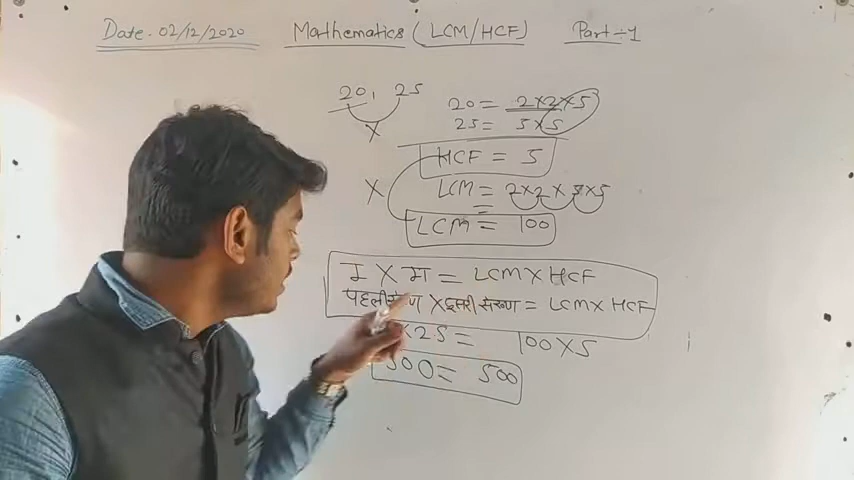 Date. 02/12/2020 Mathematics (LCM/HCF) Part-1
20, 25
×
20 = 2×2×5
25 = 5×5
HCF = 5
×
LCM = 2×2×5×5
LCM = 100
I × म = LCM × HCF
पहली संख्या × दूसरी संख्या = LCM × HCF
×25 = 100×5
500 = 500